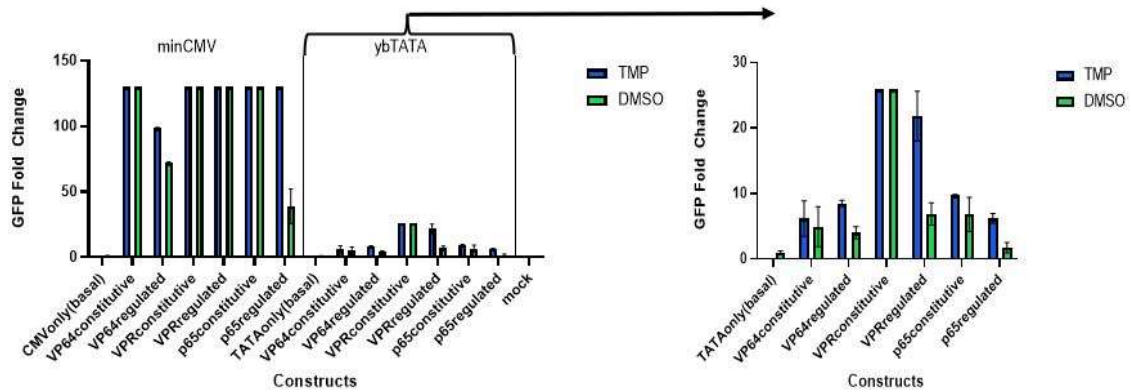 minCMV
ybTATA
GFP Fold Change
150
100
50
0
TMP
DMSO
CMVonly(basal)
VP64constitutive
VP64regulated
VPRconstitutive
VPRregulated
p65constitutive
p65regulated
TATAonly(basal)
VP64constitutive
VP64regulated
VPRconstitutive
VPRregulated
p65constitutive
p65regulated
mock
Constructs
GFP Fold Change
30
20
10
0
TMP
DMSO
TATAonly(basal)
VP64constitutive
VP64regulated
VPRconstitutive
VPRregulated
p65constitutive
p65regulated
Constructs